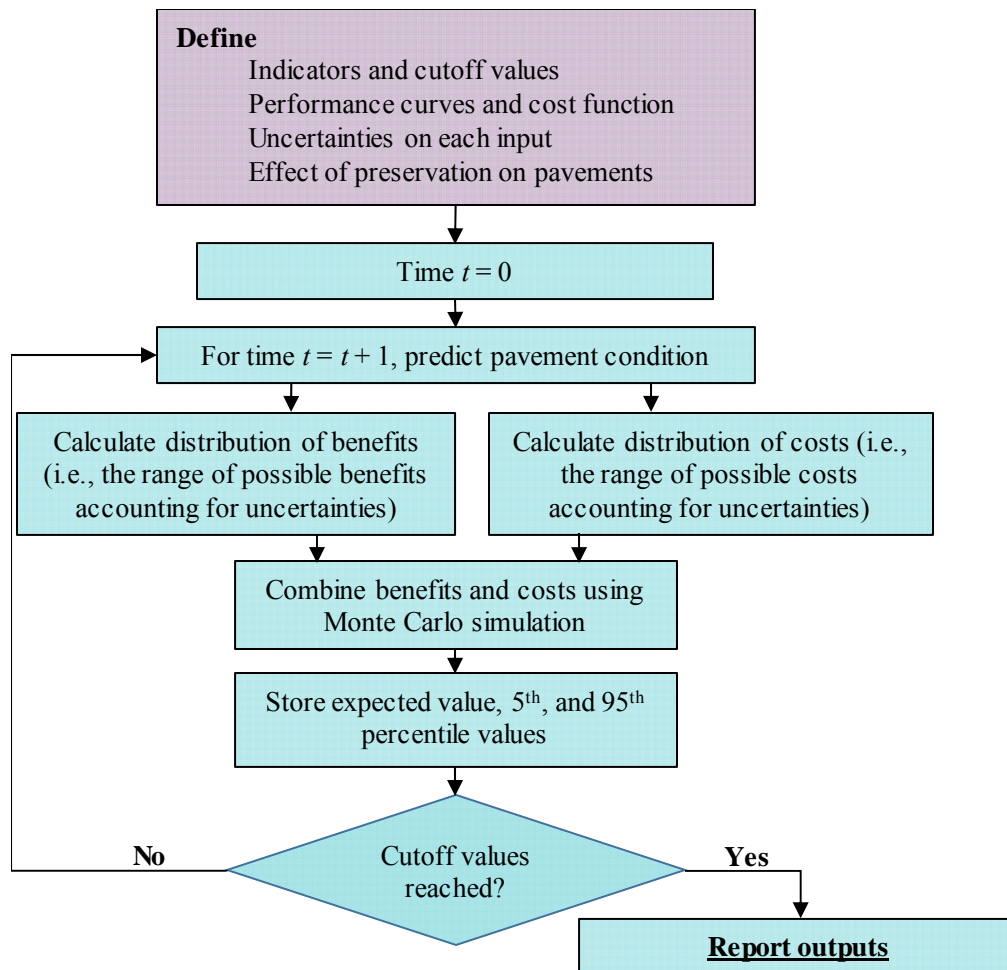 Define
Indicators and cutoff values
Performance curves and cost function
Uncertainties on each input
Effect of preservation on pavements
Time t = 0
For time t = t + 1, predict pavement condition
Calculate distribution of benefits
(i.e., the range of possible benefits
accounting for uncertainties)
Calculate distribution of costs (i.e.,
the range of possible costs
accounting for uncertainties)
Combine benefits and costs using
Monte Carlo simulation
Store expected value, 5th, and 95th
percentile values
Cutoff values
reached?
No
Yes
Report outputs